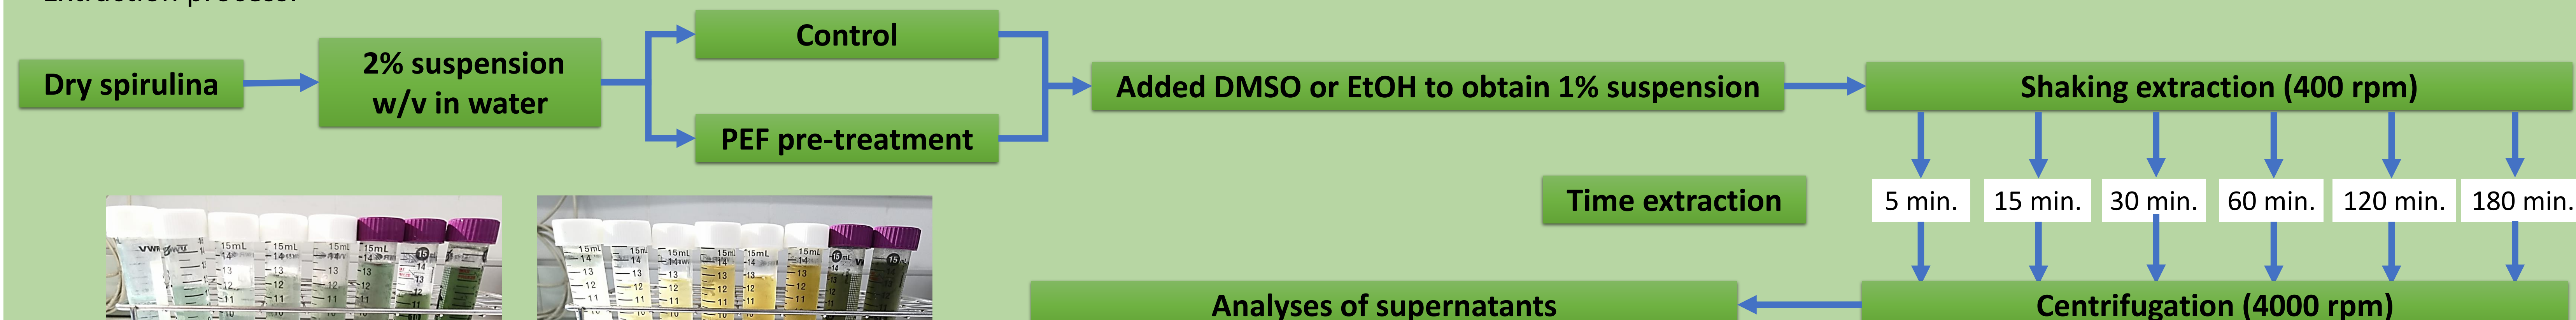 Extraction process:
Dry spirulina
2% suspension
w/v in water
Control
PEF pre-treatment
Added DMSO or EtOH to obtain 1% suspension
Shaking extraction (400 rpm)
Time extraction
5 min.
15 min.
30 min.
60 min.
120 min.
180 min.
Centrifugation (4000 rpm)
Analyses of supernatants